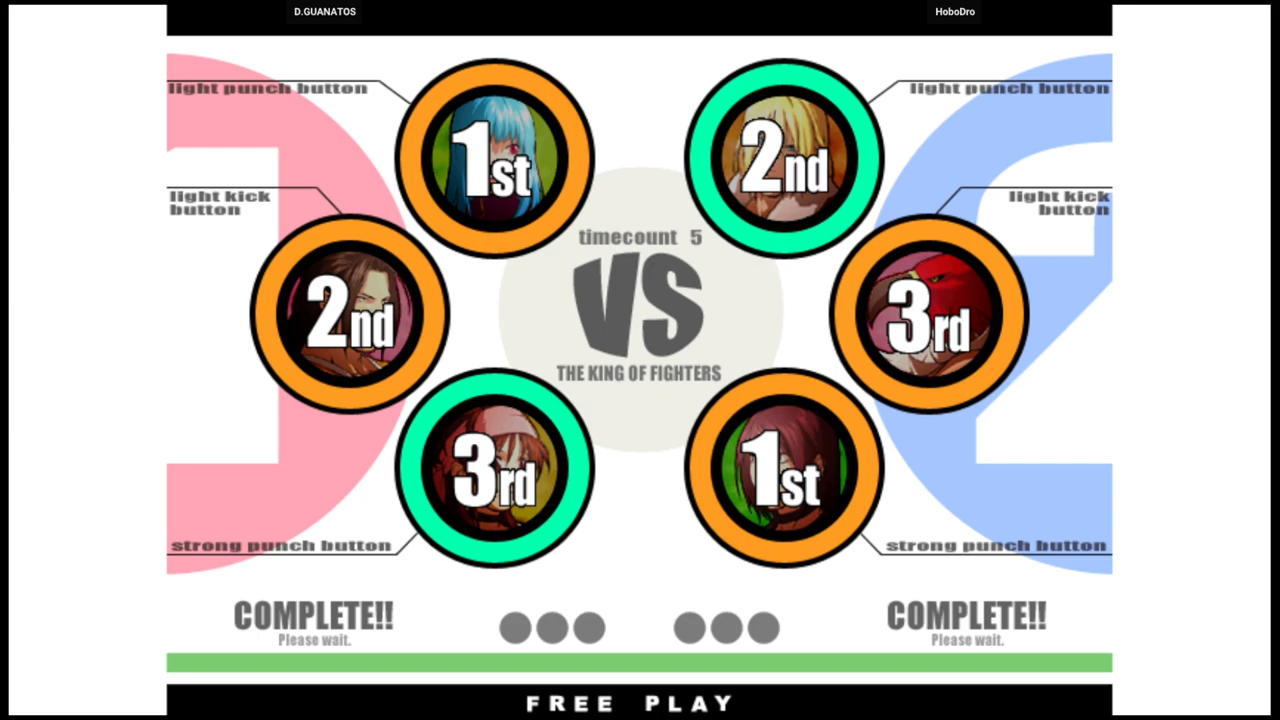 D.GUANATOS
HoboDro
light punch button
light punch button
1st
2nd
light kick
button
light kick
button
timecount 5
VS
THE KING OF FIGHTERS
2nd
3rd
3rd
1st
strong punch button
strong punch button
COMPLETE!!
Please wait.
COMPLETE!!
Please wait.
FREE PLAY